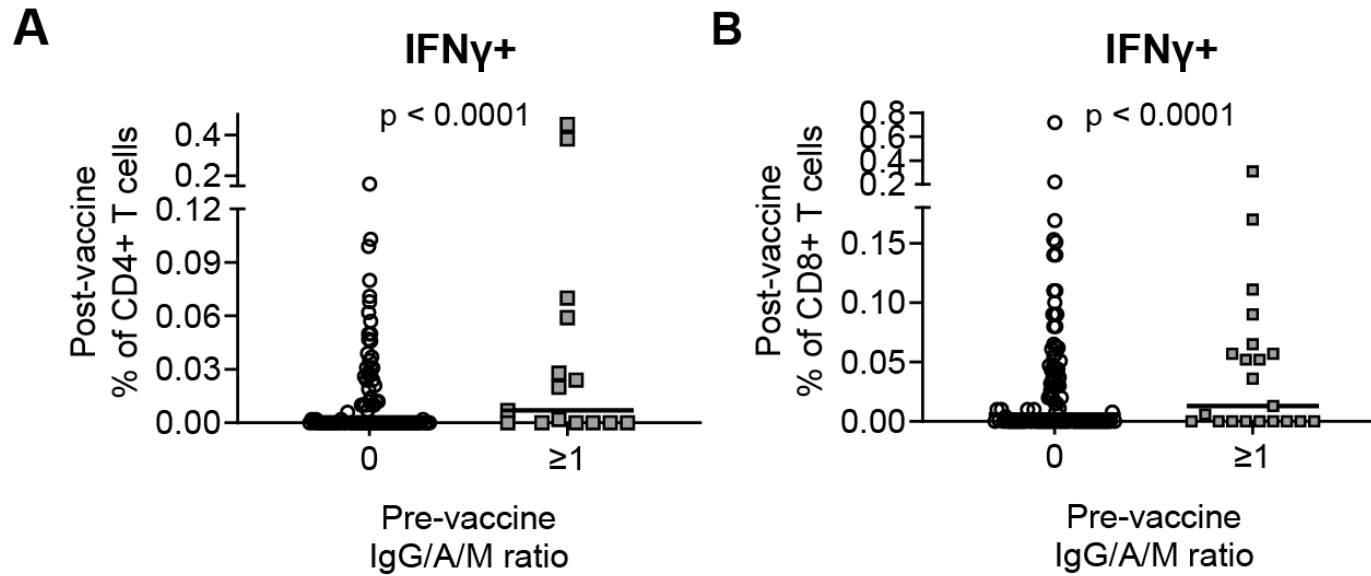 A
IFNγ+
p < 0.0001
Post-vaccine
% of CD4+ T cells
0.4
0.2
0.12
0.09
0.06
0.03
0.00
0
≥1
Pre-vaccine
IgG/A/M ratio
B
IFNγ+
p < 0.0001
Post-vaccine
% of CD8+ T cells
0.8
0.6
0.4
0.2
0.15
0.10
0.05
0.00
0
≥1
Pre-vaccine
IgG/A/M ratio